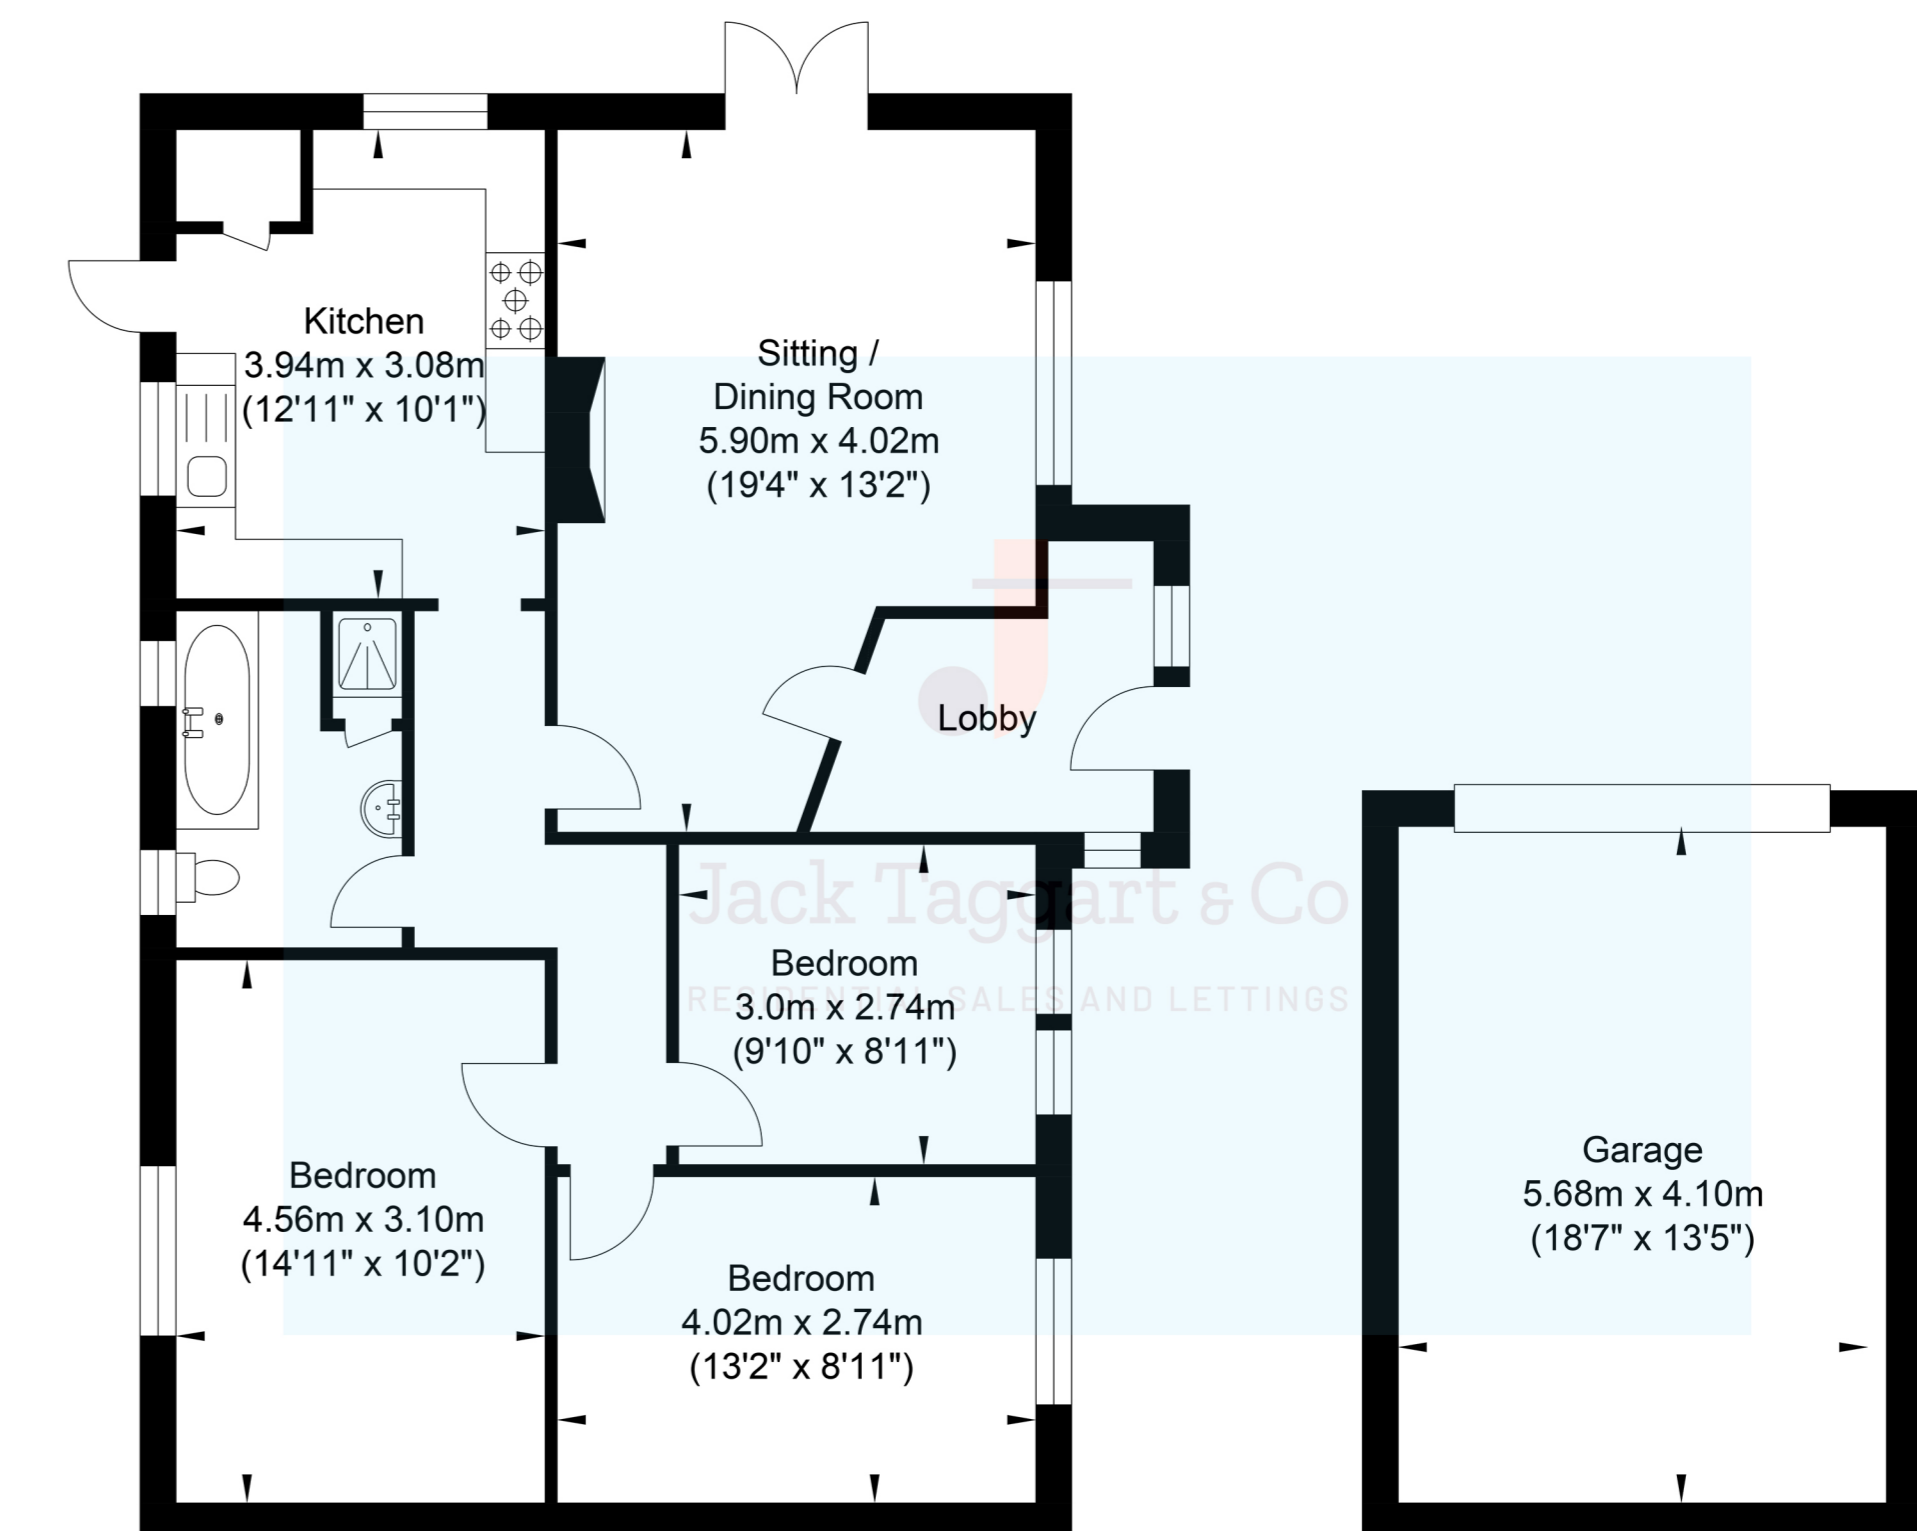 Kitchen
3.94m x 3.08m
(12'11" x 10'1")
Sitting /
Dining Room
5.90m x 4.02m
(19'4" x 13'2")
Lobby
Jack Taggart & Co
RESIDENTIAL SALES AND LETTINGS
Bedroom
3.0m x 2.74m
(9'10" x 8'11")
Bedroom
4.56m x 3.10m
(14'11" x 10'2")
Bedroom
4.02m x 2.74m
(13'2" x 8'11")
Garage
5.68m x 4.10m
(18'7" x 13'5")